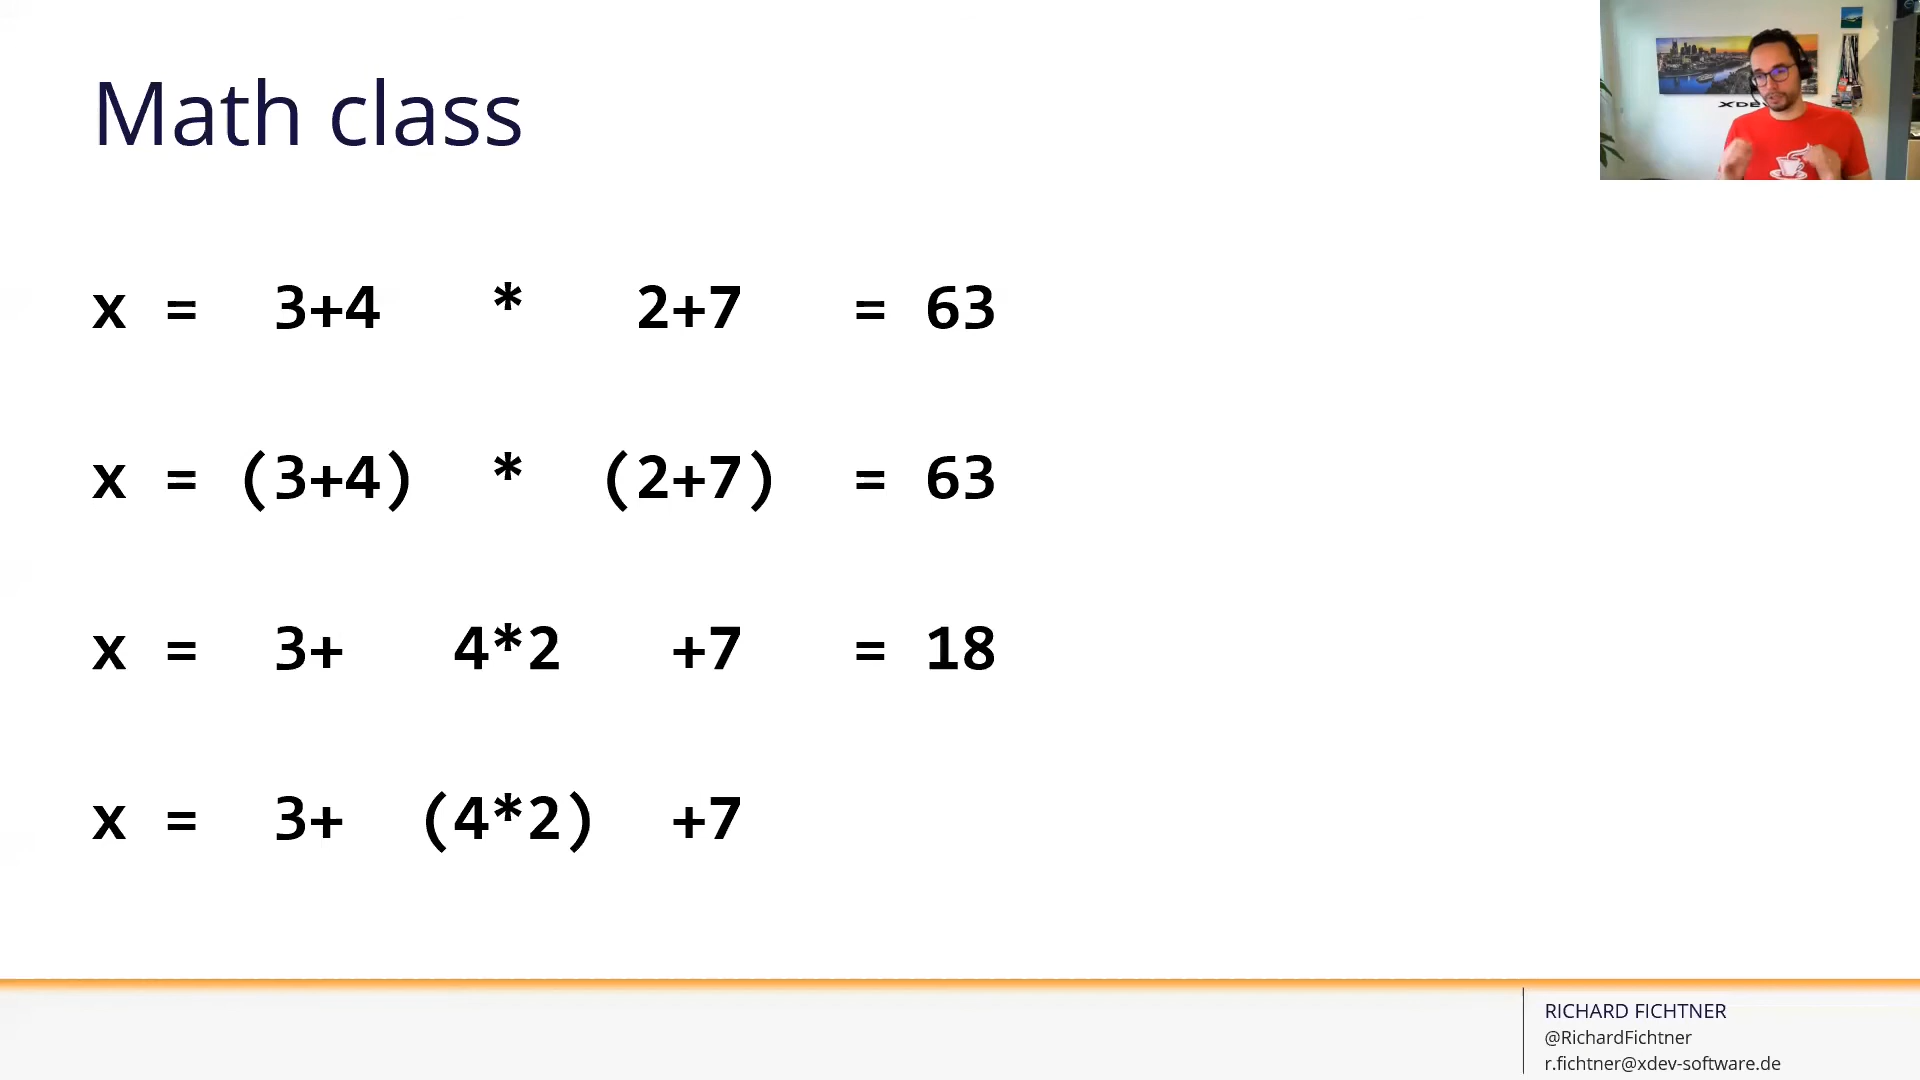 Math class
x = 3+4 * 2+7 = 63
x = (3+4) * (2+7) = 63
x = 3+ 4*2 +7 = 18
x = 3+ (4*2) +7
RICHARD FICHTNER
@RichardFichtner
r.fichtner@xdev-software.de